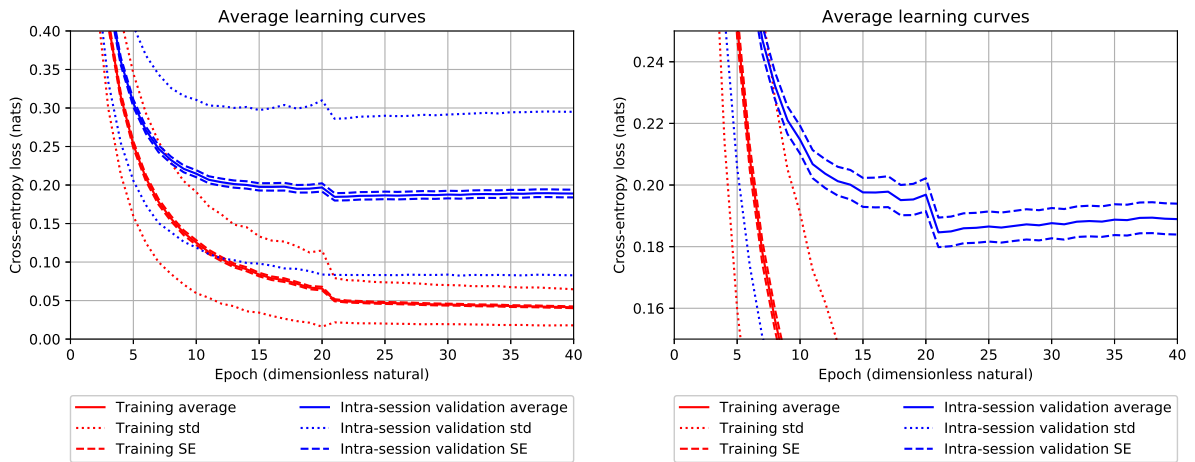 Average learning curves
Cross-entropy loss (nats)
0.40
0.35
0.30
0.25
0.20
0.15
0.10
0.05
0.00
0 5 10 15 20 25 30 35 40
Epoch (dimensionless natural)
Training average
Training std
Training SE
Intra-session validation average
Intra-session validation std
Intra-session validation SE
Average learning curves
Cross-entropy loss (nats)
0.24
0.22
0.20
0.18
0.16
0 5 10 15 20 25 30 35 40
Epoch (dimensionless natural)
Training average
Training std
Training SE
Intra-session validation average
Intra-session validation std
Intra-session validation SE